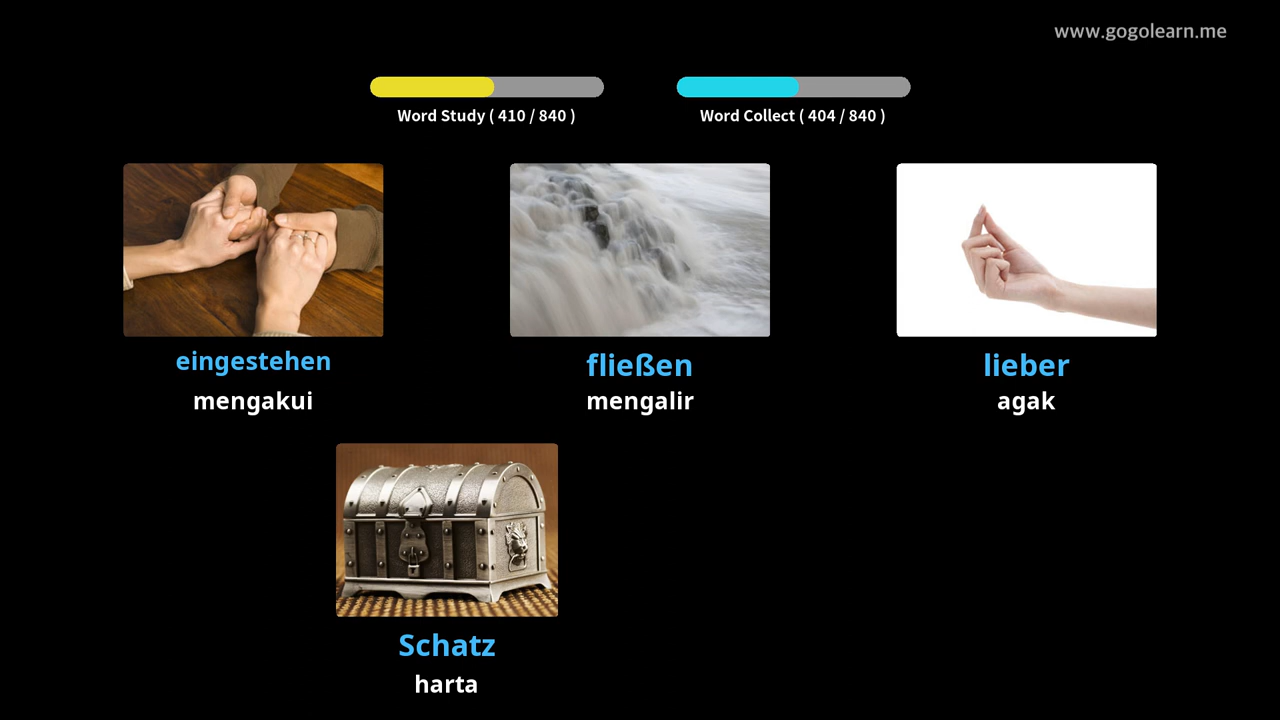 www.gogolearn.me
Word Study ( 410 / 840 )
Word Collect ( 404 / 840 )
eingestehen
mengakui
fließen
mengalir
lieber
agak
Schatz
harta